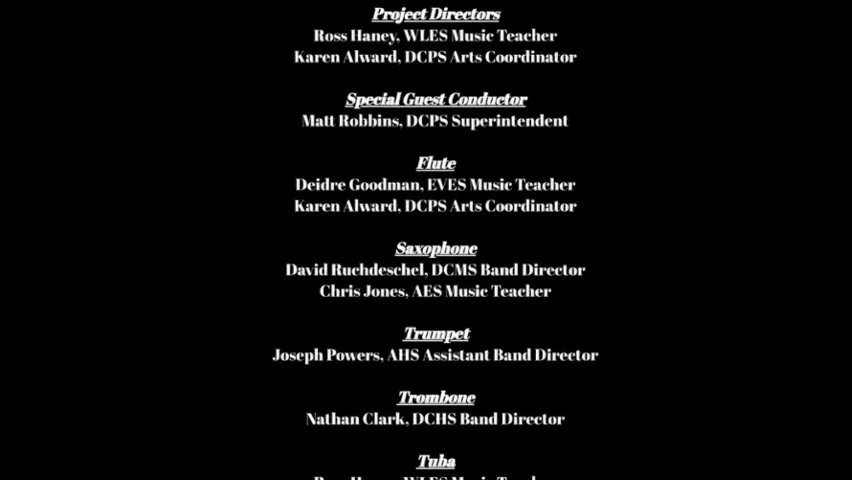 Project Directors
Ross Haney, WLES Music Teacher
Karen Alward, DCPS Arts Coordinator
Special Guest Conductor
Matt Robbins, DCPS Superintendent
Flute
Deidre Goodman, EVES Music Teacher
Karen Alward, DCPS Arts Coordinator
Saxophone
David Ruchdeschel, DCMS Band Director
Chris Jones, AES Music Teacher
Trumpet
Joseph Powers, AHS Assistant Band Director
Trombone
Nathan Clark, DCHS Band Director
Tuba